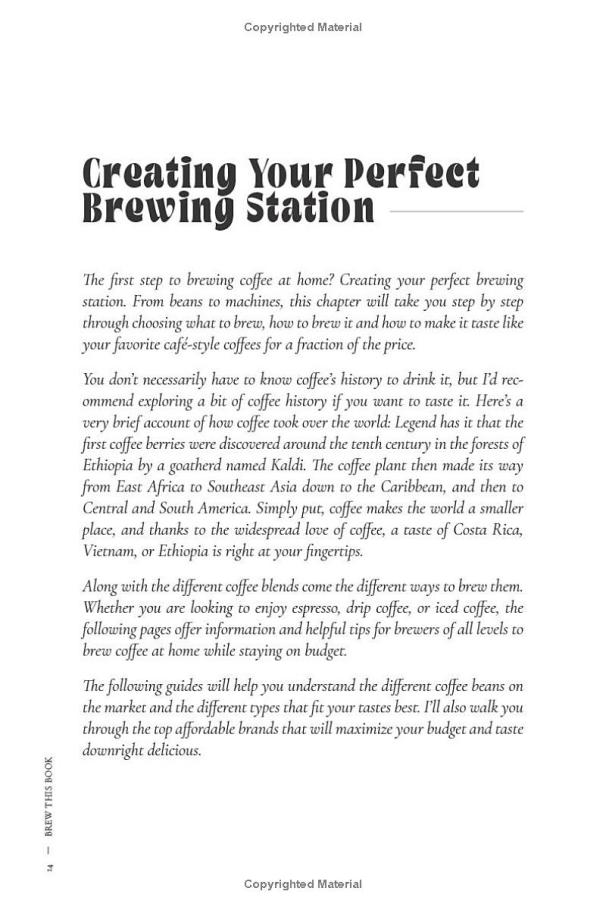 Copyrighted Material
Creating Your Perfect
Brewing Station
The first step to brewing coffee at home? Creating your perfect brewing
station. From beans to machines, this chapter will take you step by step
through choosing what to brew, how to brew it and how to make it taste like
your favorite café-style coffees for a fraction of the price.
You don’t necessarily have to know coffee’s history to drink it, but I’d rec-
ommend exploring a bit of coffee history if you want to taste it. Here’s a
very brief account of how coffee took over the world: Legend has it that the
first coffee berries were discovered around the tenth century in the forests of
Ethiopia by a goatherd named Kaldi. The coffee plant then made its way
from East Africa to Southeast Asia down to the Caribbean, and then to
Central and South America. Simply put, coffee makes the world a smaller
place, and thanks to the widespread love of coffee, a taste of Costa Rica,
Vietnam, or Ethiopia is right at your fingertips.
Along with the different coffee blends come the different ways to brew them.
Whether you are looking to enjoy espresso, drip coffee, or iced coffee, the
following pages offer information and helpful tips for brewers of all levels to
brew coffee at home while staying on budget.
The following guides will help you understand the different coffee beans on
the market and the different types that fit your tastes best. I’ll also walk you
through the top affordable brands that will maximize your budget and taste
downright delicious.
14 — BREW THIS BOOK
Copyrighted Material